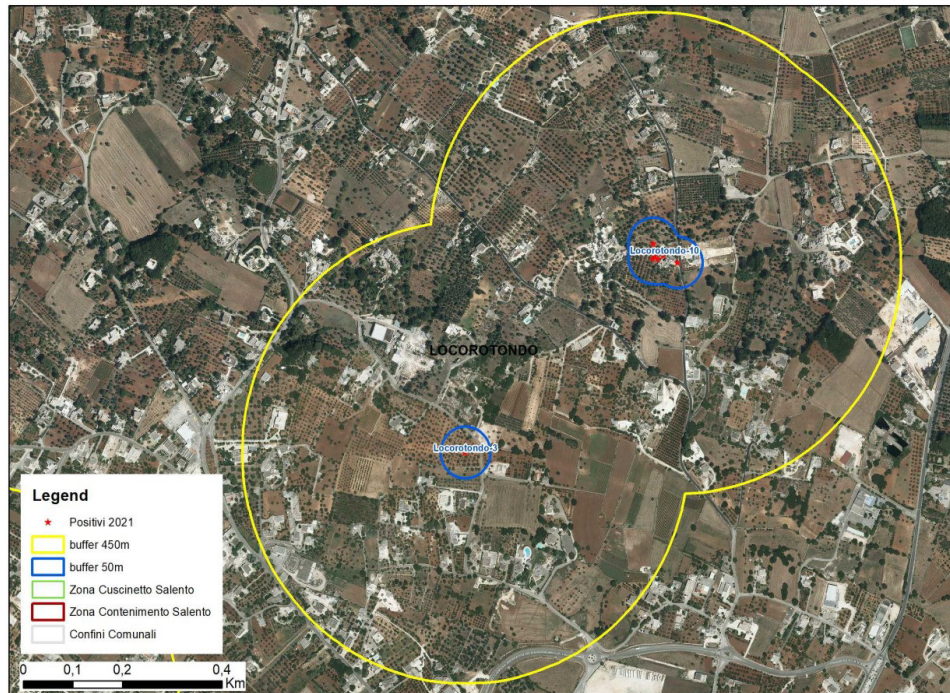 Locorotondo-10
LOCOROTONDO
Locorotondo-3
Legend
Positivi 2021
buffer 450m
buffer 50m
Zona Cuscinetto Salento
Zona Contenimento Salento
Confini Comunali
0 0,1 0,2 0,4
Km